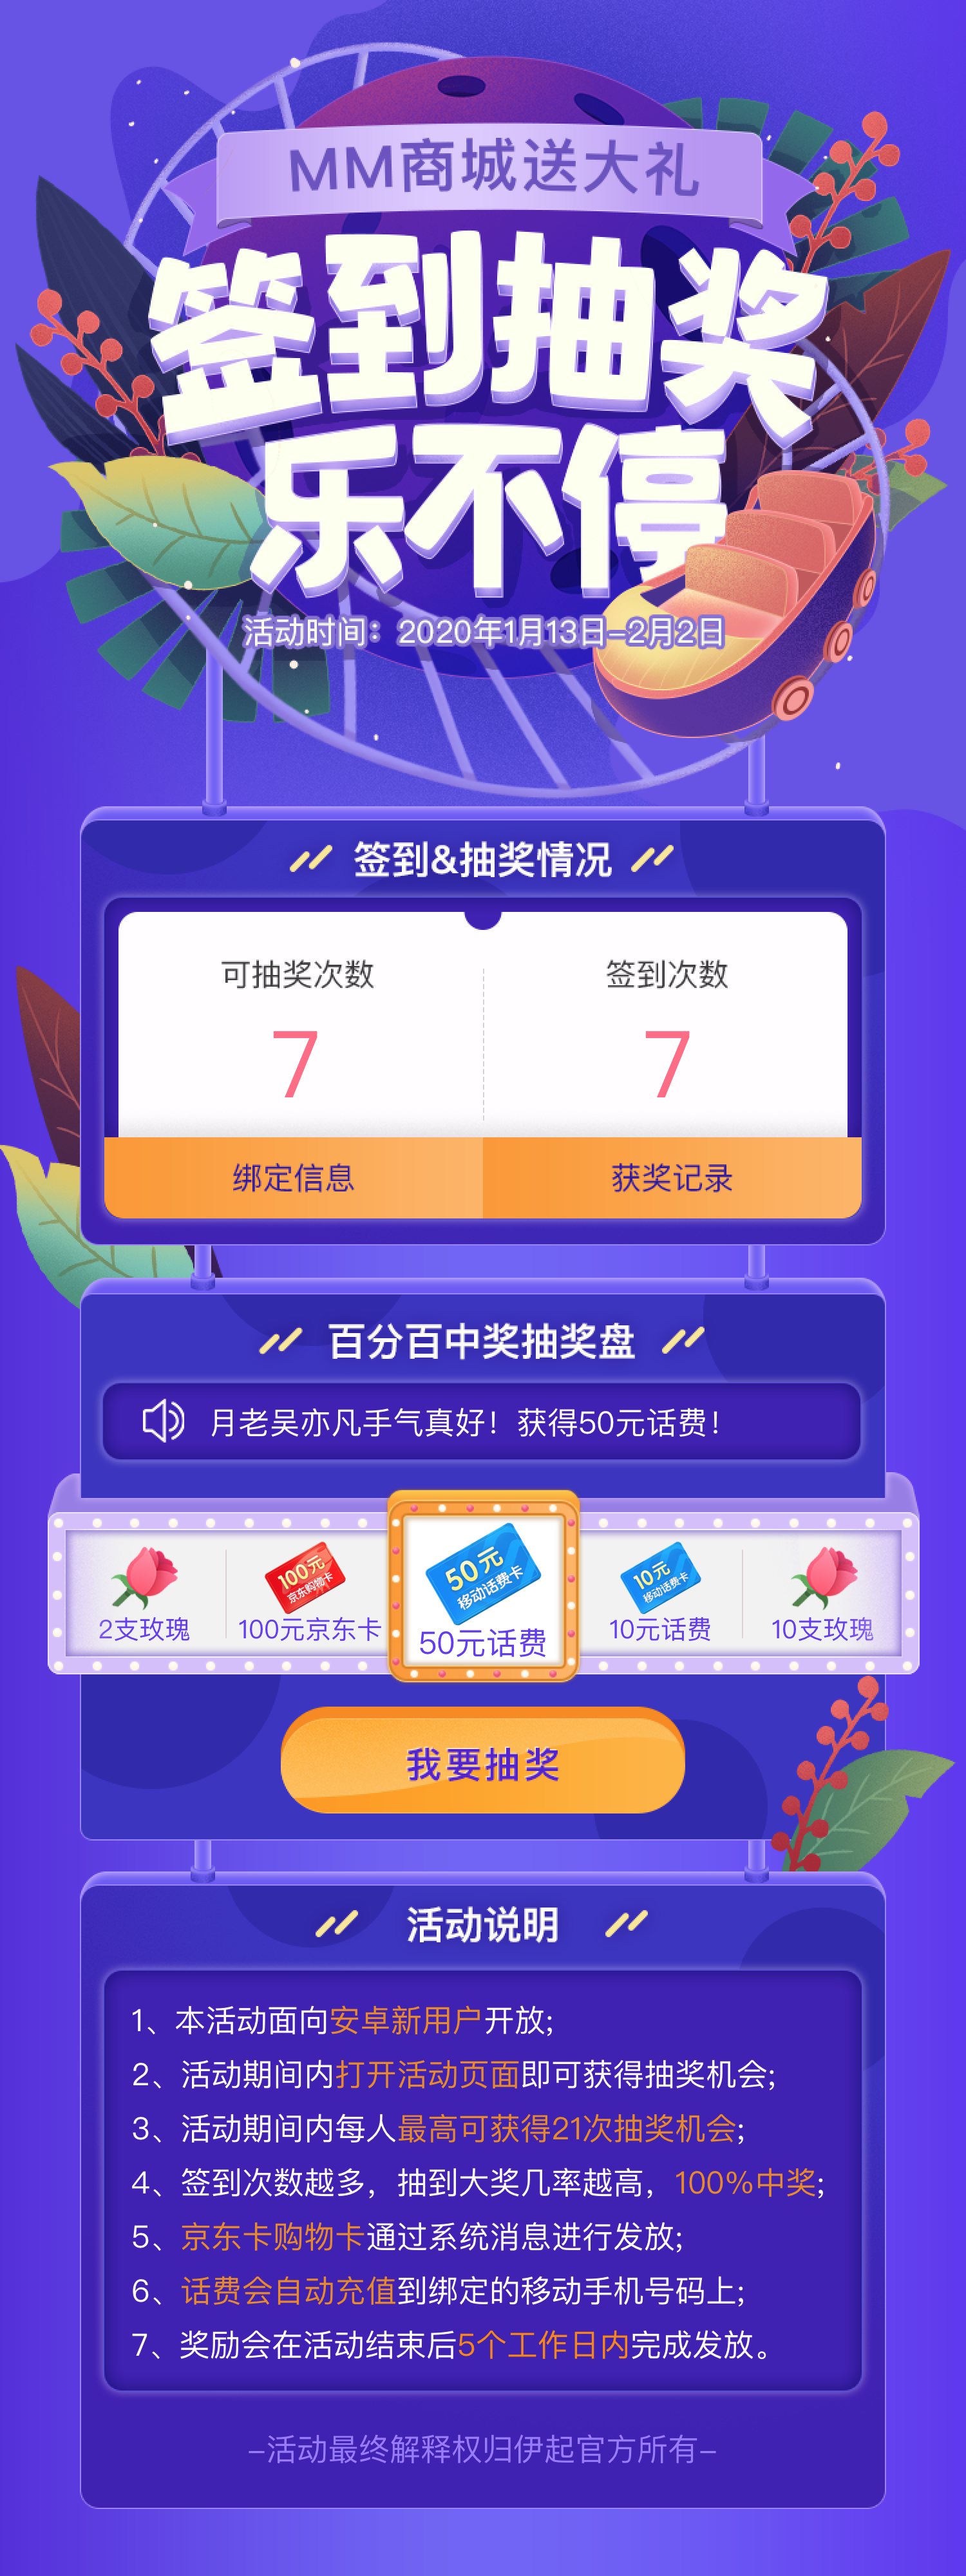 MM商城送大礼
签到抽奖
乐不停
活动时间：2020年1月13日-2月2日
签到&抽奖情况
可抽奖次数 签到次数
7 7
绑定信息 获奖记录
百分百中奖抽奖盘
月老吴亦凡手气真好！获得50元话费！
100元 京东购物卡
50元 移动话费卡
10元 移动话费卡
2支玫瑰 100元京东卡 50元话费 10元话费 10支玫瑰
我要抽奖
活动说明
1、本活动面向安卓新用户开放;
2、活动期间内打开活动页面即可获得抽奖机会;
3、活动期间内每人最高可获得21次抽奖机会;
4、签到次数越多，抽到大奖几率越高，100%中奖;
5、京东卡购物卡通过系统消息进行发放;
6、话费会自动充值到绑定的移动手机号码上;
7、奖励会在活动结束后5个工作日内完成发放。
-活动最终解释权归伊起官方所有-